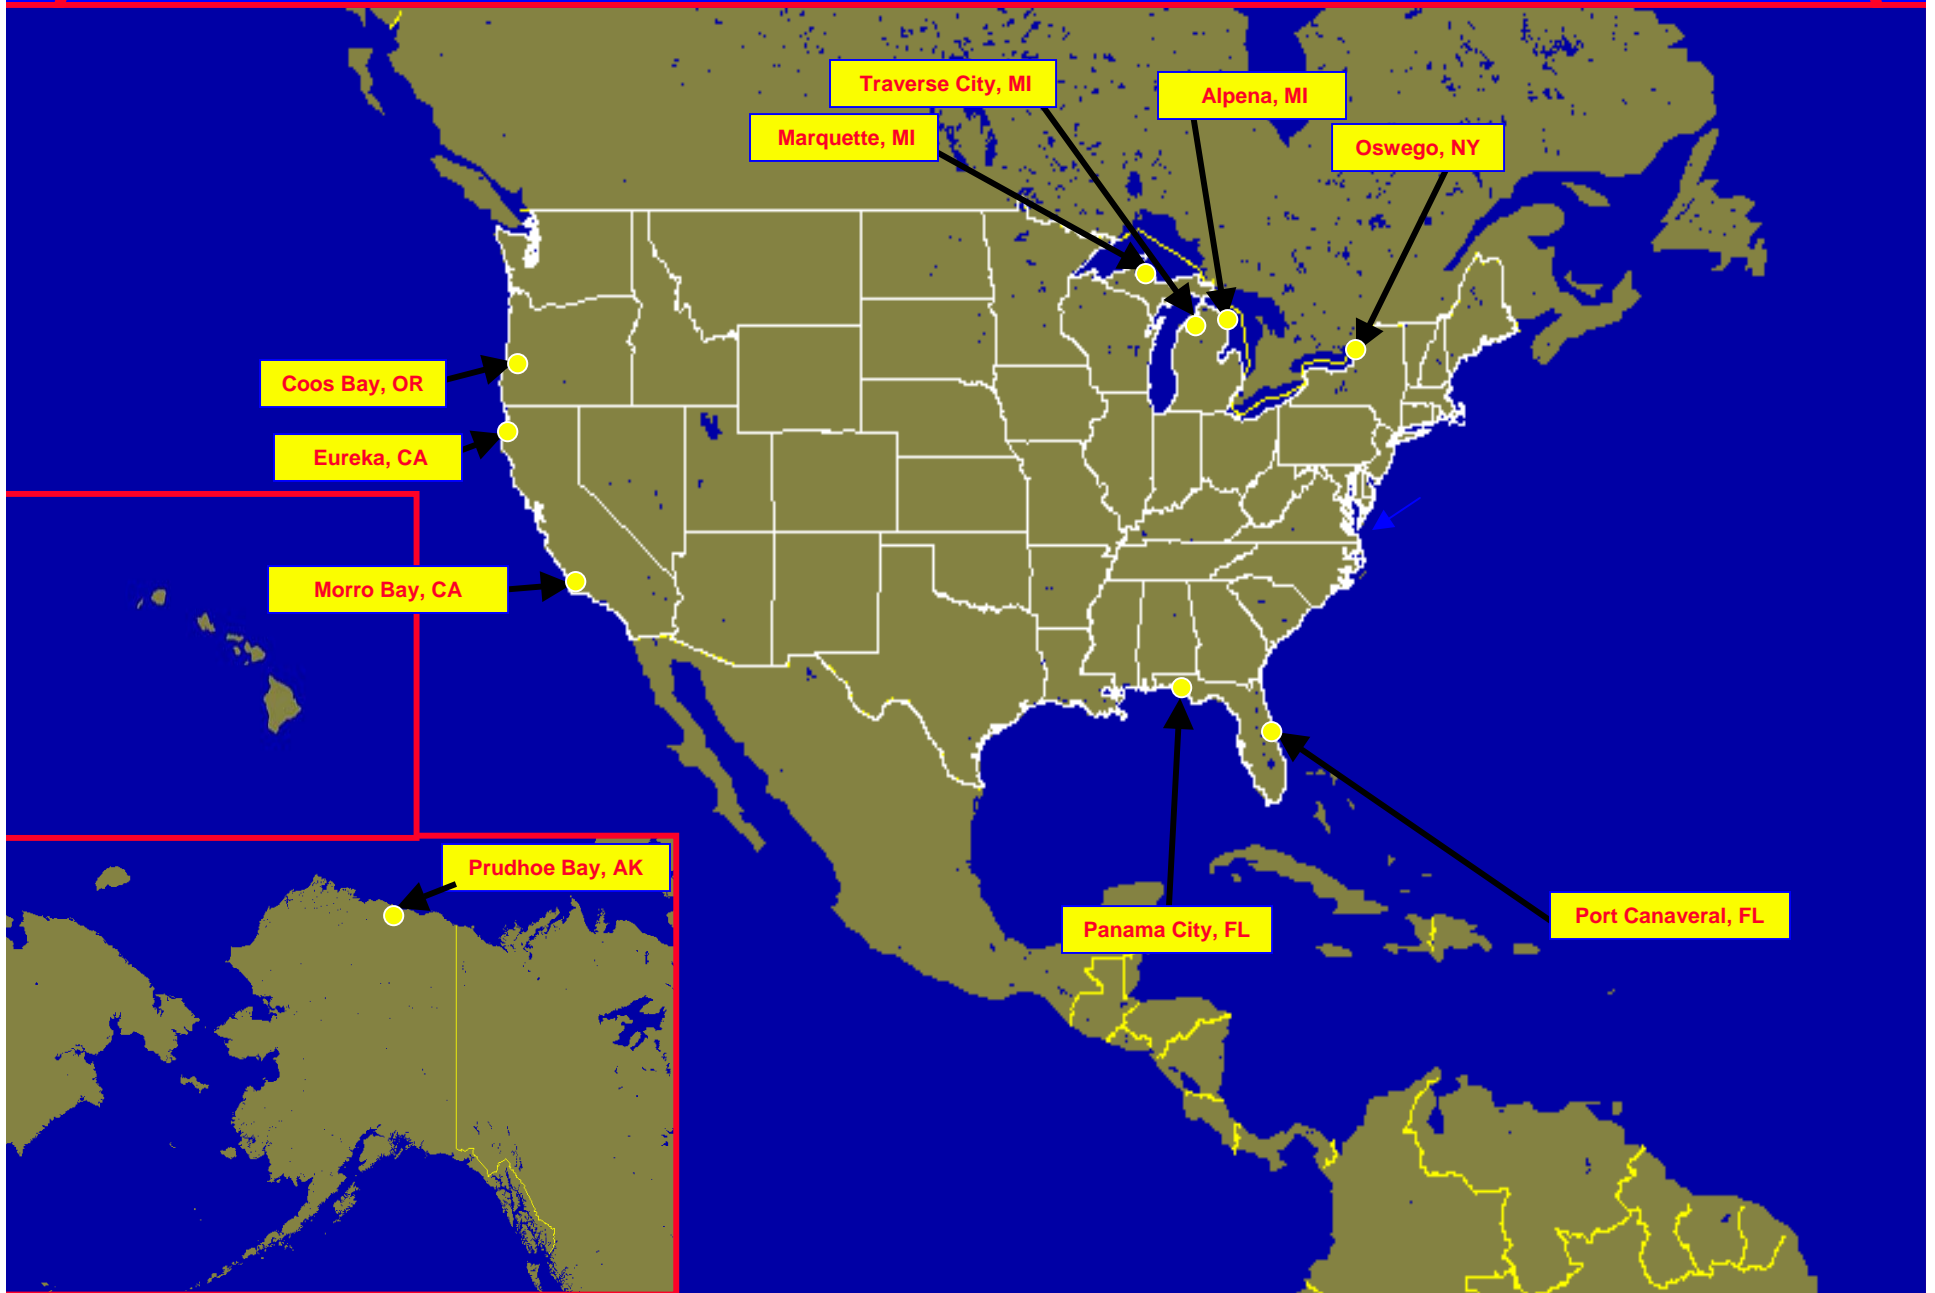 Traverse City, MI
Alpena, MI
Marquette, MI
Oswego, NY
Coos Bay, OR
Eureka, CA
Morro Bay, CA
Prudhoe Bay, AK
Panama City, FL
Port Canaveral, FL